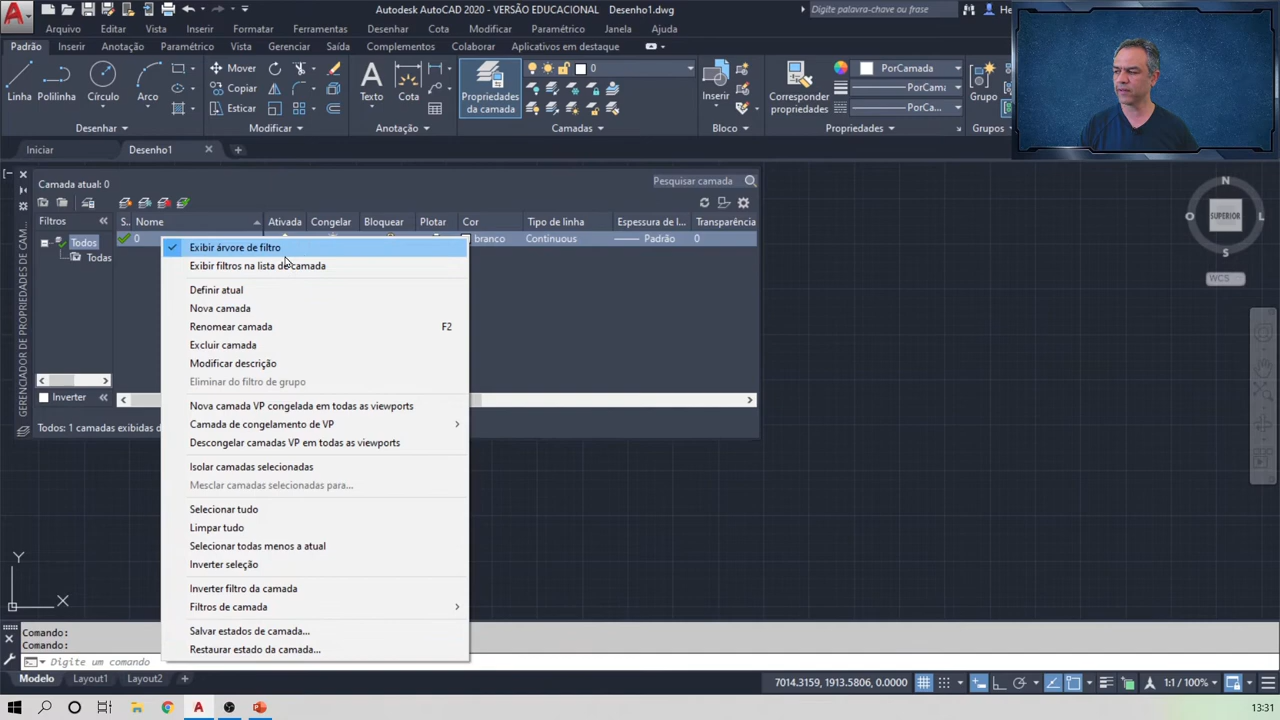 Autodesk AutoCAD 2020 - VERSÃO EDUCACIONAL Desenho1.dwg
Digite palavra-chave ou frase
Arquivo Editar Vista Inserir Formatar Ferramentas Desenhar Cota Modificar Paramétrico Janela Ajuda
Padrão Inserir Anotação Paramétrico Vista Gerenciar Saída Complementos Colaborar Aplicativos em destaque
Linha Polilinha Círculo Arco
Mover
Copiar
Esticar
Texto Cota
Propriedades da camada
0
Inserir
Corresponder propriedades
PorCamada
PorCama
PorCa...
Grupo
Desenhar Modificar Anotação Camadas Bloco Propriedades Grupos
Iniciar Desenho1
Camada atual: 0
Pesquisar camada
Filtros S.. Nome Ativada Congelar Bloquear Plotar Cor Tipo de linha Espessura de l... Transparência
Todos 0 branco Continuous Padrão 0
Todas
Exibir árvore de filtro
Exibir filtros na lista de camada
Definir atual
Nova camada
Renomear camada F2
Excluir camada
Modificar descrição
Eliminar do filtro de grupo
Nova camada VP congelada em todas as viewports
Camada de congelamento de VP
Descongelar camadas VP em todas as viewports
Isolar camadas selecionadas
Mesclar camadas selecionadas para...
Selecionar tudo
Limpar tudo
Selecionar todas menos a atual
Inverter seleção
Inverter filtro da camada
Filtros de camada
Salvar estados de camada...
Restaurar estado da camada...
Inverter
Todos: 1 camadas exibidas d
GERENCIADOR DE PROPRIEDADES DE CAM...
N
O SUPERIOR E
S
WCS
Y
X
Comando:
Comando:
Digite um comando
Modelo Layout1 Layout2
7014.3159, 1913.5806, 0.0000
1:1 / 100%
13:31